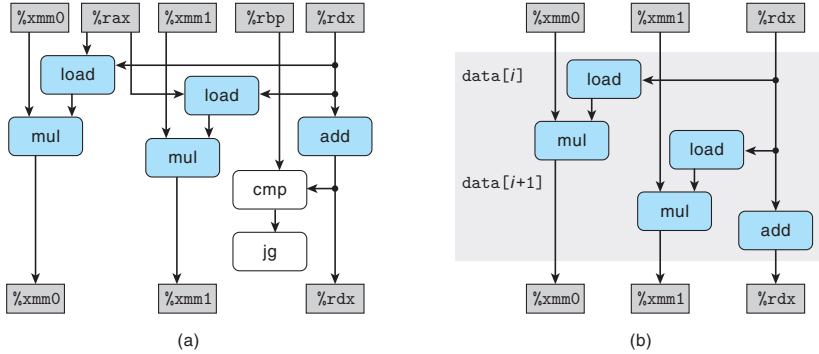 %xmm0 %rax %xmm1 %rbp %rdx
load
load
mul
add
mul
cmp
jg
%xmm0 %xmm1 %rdx
(a)
%xmm0 %xmm1 %rdx
data[i]
load
mul
load
data[i+1]
mul
add
%xmm0 %xmm1 %rdx
(b)